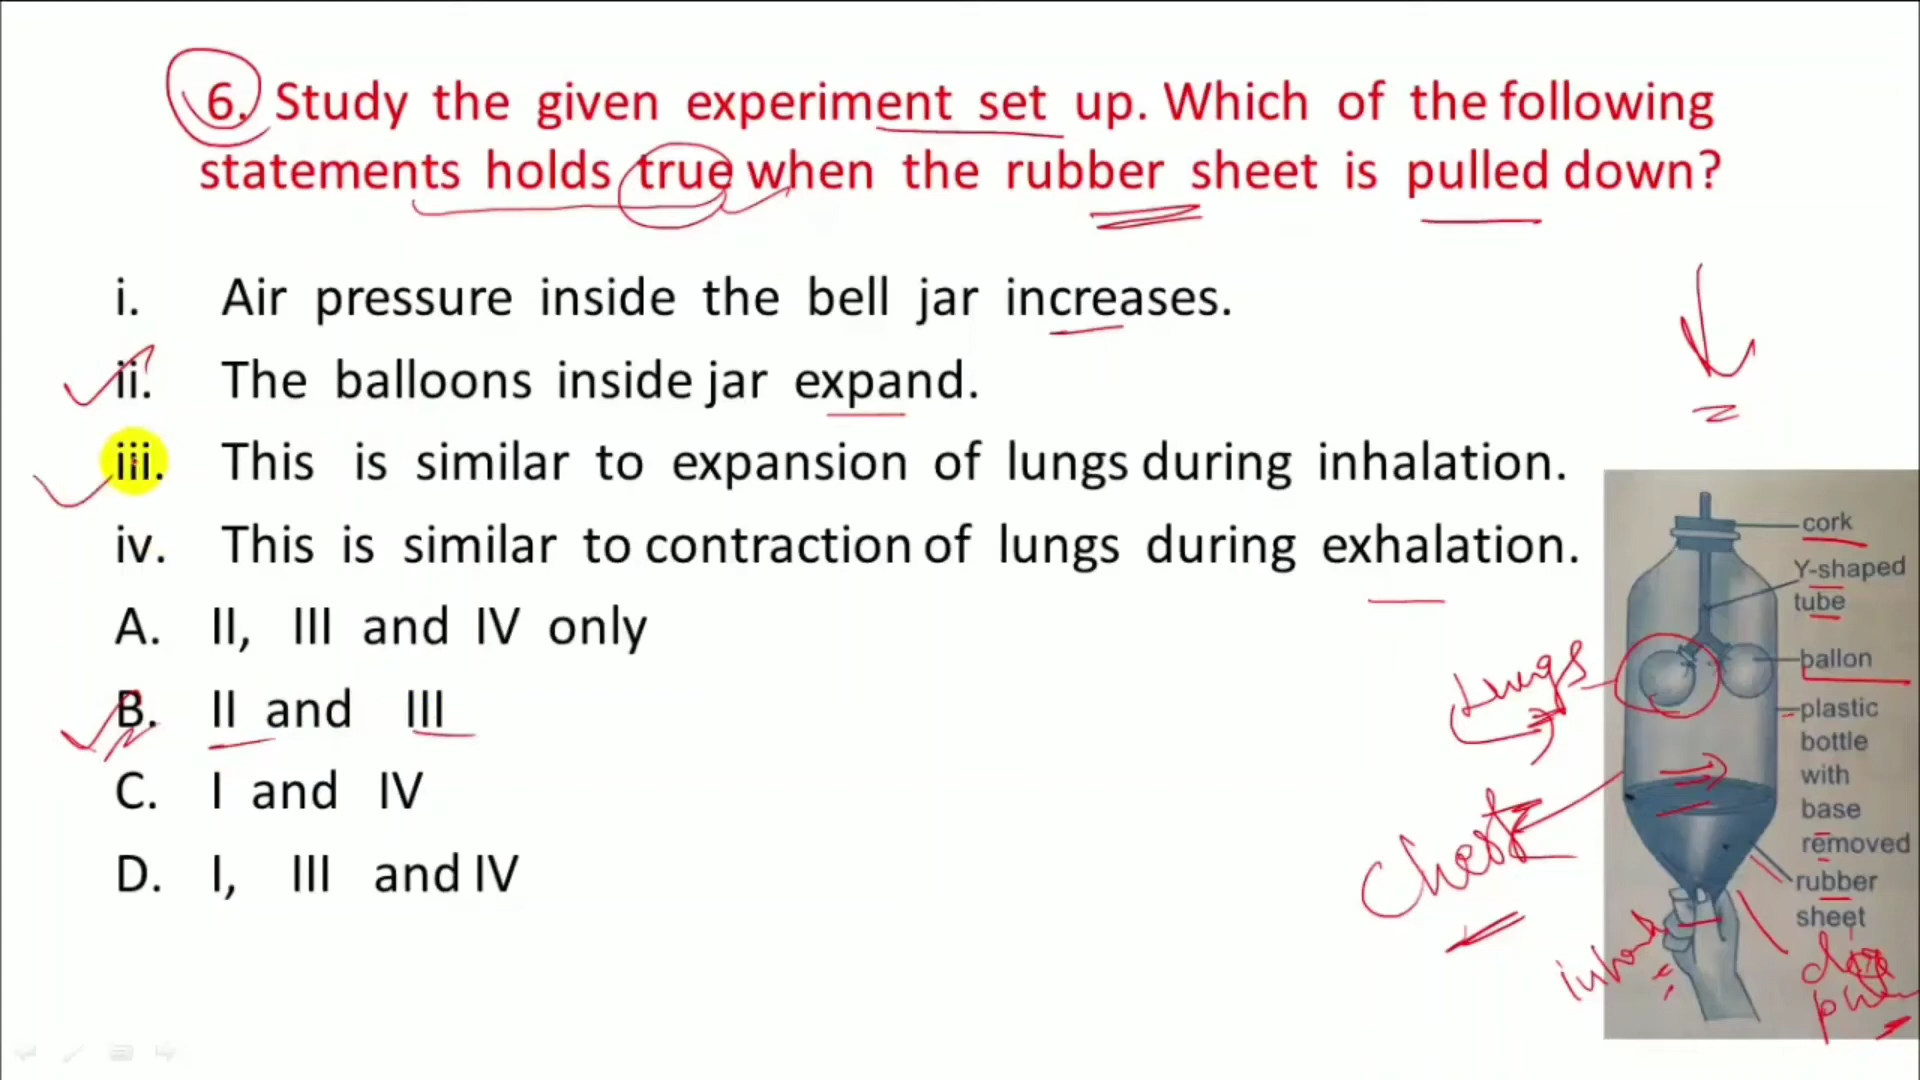 6. Study the given experiment set up. Which of the following
statements holds true when the rubber sheet is pulled down?
i. Air pressure inside the bell jar increases.
ii. The balloons inside jar expand.
iii. This is similar to expansion of lungs during inhalation.
iv. This is similar to contraction of lungs during exhalation.
A. II, III and IV only
B. II and III
C. I and IV
D. I, III and IV
cork
Y-shaped
tube
ballon
plastic
bottle
with
base
removed
rubber
sheet
Lungs
Chest